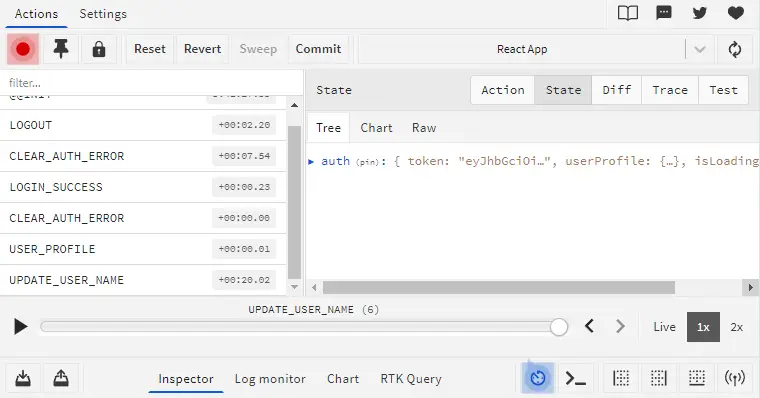 Actions Settings
Reset Revert Sweep Commit React App
filter...
@@INIT
State Action State Diff Trace Test
LOGOUT +00:02.20
Tree Chart Raw
CLEAR_AUTH_ERROR +00:07.54
auth (pin): { token: "eyJhbGciOi…", userProfile: {…}, isLoading
LOGIN_SUCCESS +00:00.23
CLEAR_AUTH_ERROR +00:00.00
USER_PROFILE +00:00.01
UPDATE_USER_NAME +00:20.02
UPDATE_USER_NAME (6)
Live 1x 2x
Inspector Log monitor Chart RTK Query